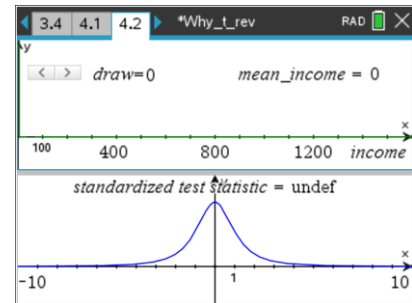 3.4 4.1 4.2 *Why_t_rev RAD
y
< > draw=0 mean_income = 0
x
100 400 800 1200 income
standardized test statistic = undef
x
-10 1 10